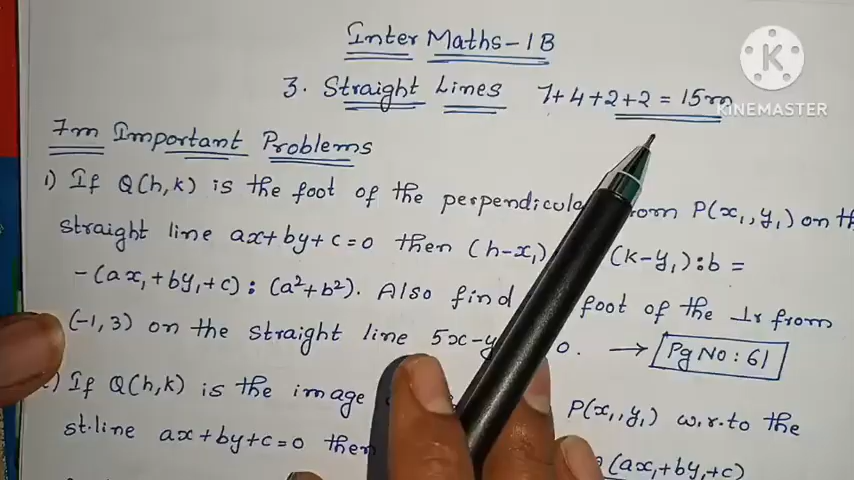 Inter Maths-1B
3. Straight Lines 7+4+2+2 = 15m
K
KINEMASTER
7m Important Problems
1) If Q(h,k) is the foot of the perpendicular from P(x₁,y₁) on the
straight line ax+by+c=0 then (h-x₁) (k-y₁):b =
-(ax₁+by₁+c) : (a²+b²). Also find foot of the ⊥r from
(-1,3) on the straight line 5x-y 0. → Pg No: 61
If Q(h,k) is the image P(x₁,y₁) w.r.to the
st.line ax+by+c=0 then
(ax₁+by₁+c)